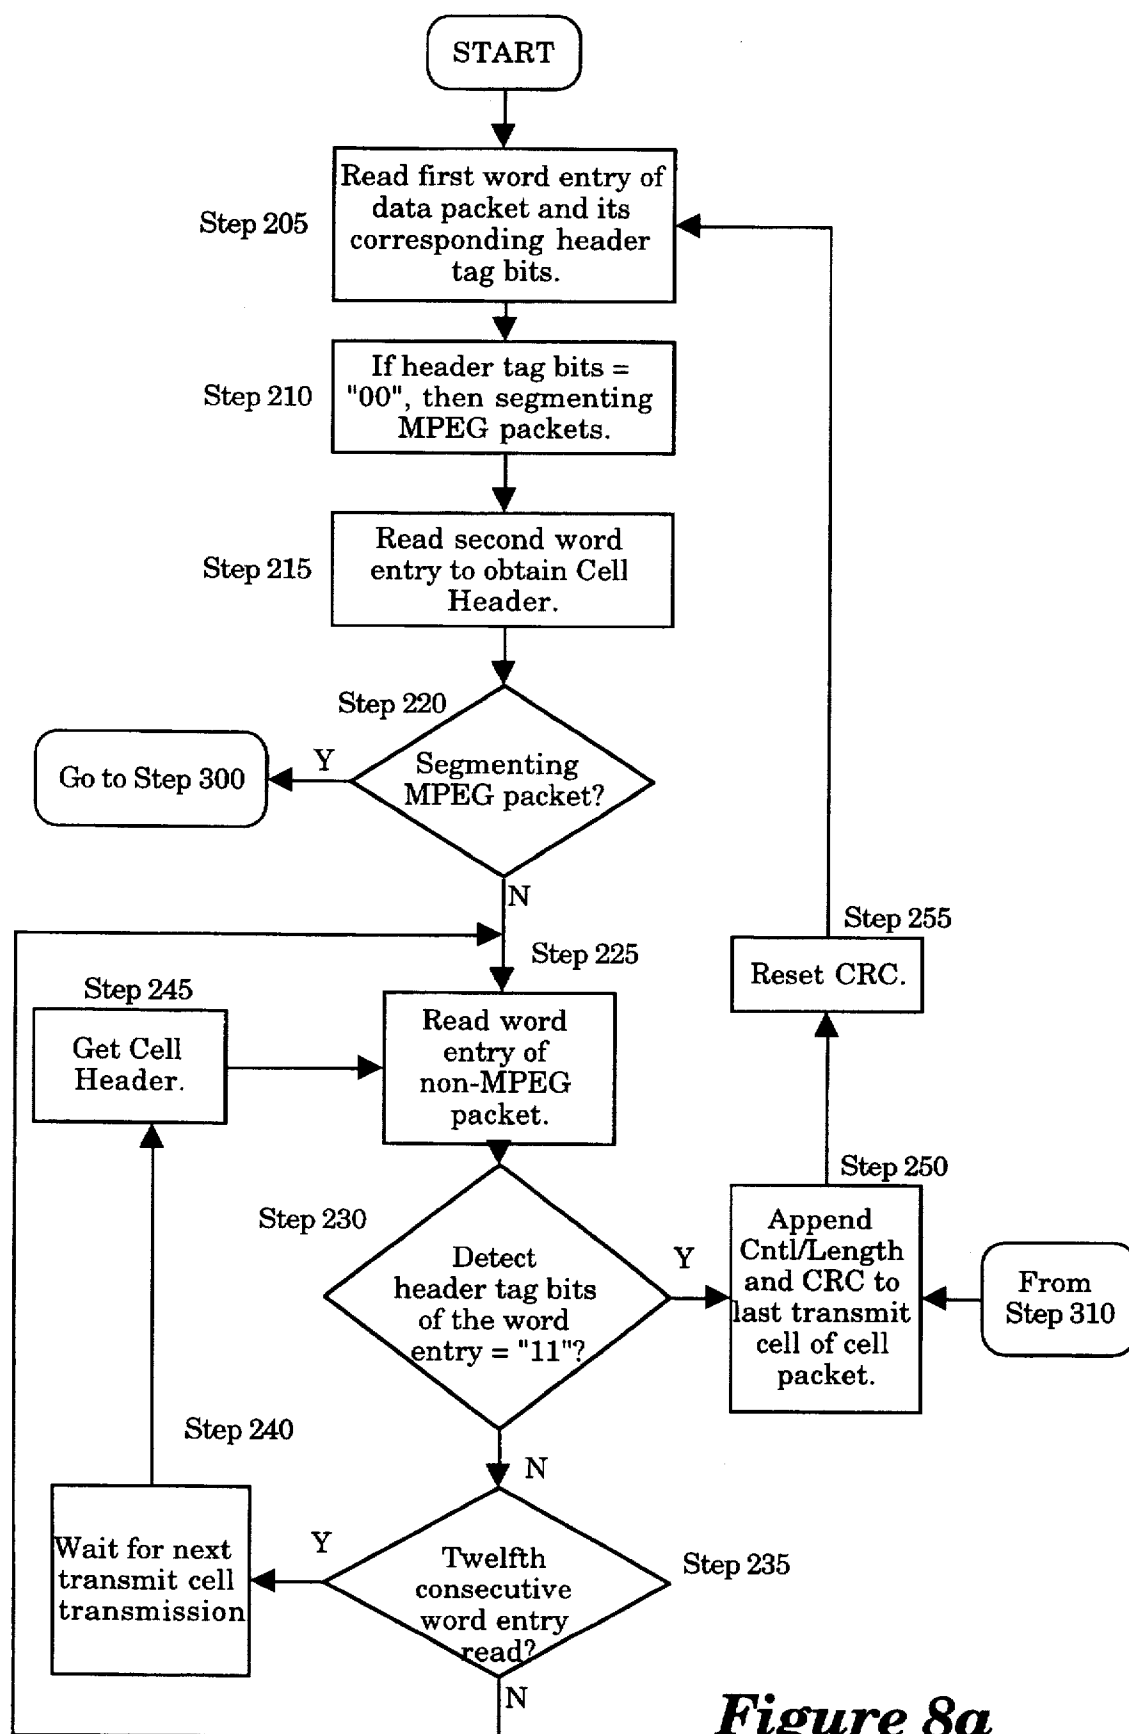 START
Step 205
Read first word entry of
data packet and its
corresponding header
tag bits.
Step 210
If header tag bits =
"00", then segmenting
MPEG packets.
Step 215
Read second word
entry to obtain Cell
Header.
Step 220
Segmenting
MPEG packet?
Y
Go to Step 300
N
Step 225
Read word
entry of
non-MPEG
packet.
Step 245
Get Cell
Header.
Step 255
Reset CRC.
Step 230
Detect
header tag bits
of the word
entry = "11"?
Y
Step 250
Append
Cntl/Length
and CRC to
last transmit
cell of cell
packet.
From
Step 310
N
Step 240
Wait for next
transmit cell
transmission
Y
Step 235
Twelfth
consecutive
word entry
read?
N
Figure 8a